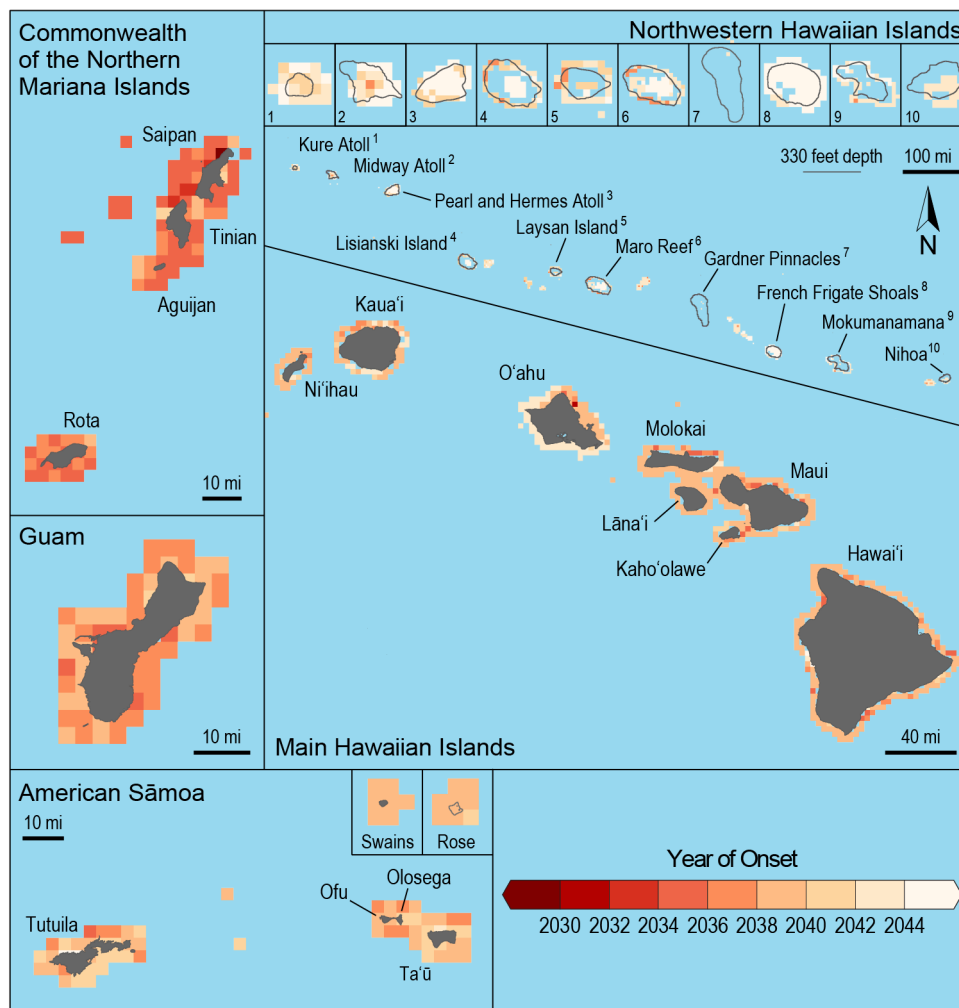 Commonwealth
of the Northern
Mariana Islands
Saipan
Tinian
Aguijan
Rota
10 mi
Northwestern Hawaiian Islands
1 2 3 4 5 6 7 8 9 10
Kure Atoll 1
Midway Atoll 2
Pearl and Hermes Atoll 3
Lisianski Island 4
Laysan Island 5
Maro Reef 6
Gardner Pinnacles 7
French Frigate Shoals 8
Mokumanamana 9
Nihoa 10
330 feet depth
100 mi
N
Kauaʻi
Niʻihau
Oʻahu
Molokai
Maui
Lānaʻi
Kahoʻolawe
Hawaiʻi
Main Hawaiian Islands
40 mi
Guam
10 mi
American Sāmoa
10 mi
Swains
Rose
Ofu
Olosega
Tutuila
Taʻū
Year of Onset
2030 2032 2034 2036 2038 2040 2042 2044